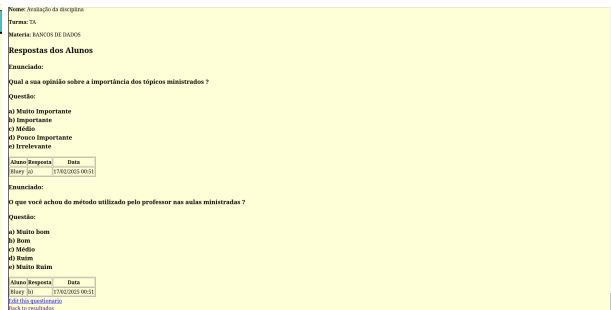 Nome: Avaliação da disciplina
Turma: TA
Materia: BANCOS DE DADOS
Respostas dos Alunos
Enunciado:
Qual a sua opinião sobre a importância dos tópicos ministrados ?
Questão:
a) Muito Importante
b) Importante
c) Médio
d) Pouco Importante
e) Irrelevante
Aluno Resposta Data
Bluey a) 17/02/2025 00:51
Enunciado:
O que você achou do método utilizado pelo professor nas aulas ministradas ?
Questão:
a) Muito bom
b) Bom
c) Médio
d) Ruim
e) Muito Ruim
Aluno Resposta Data
Bluey b) 17/02/2025 00:51
Edit this questionario
Back to resultados